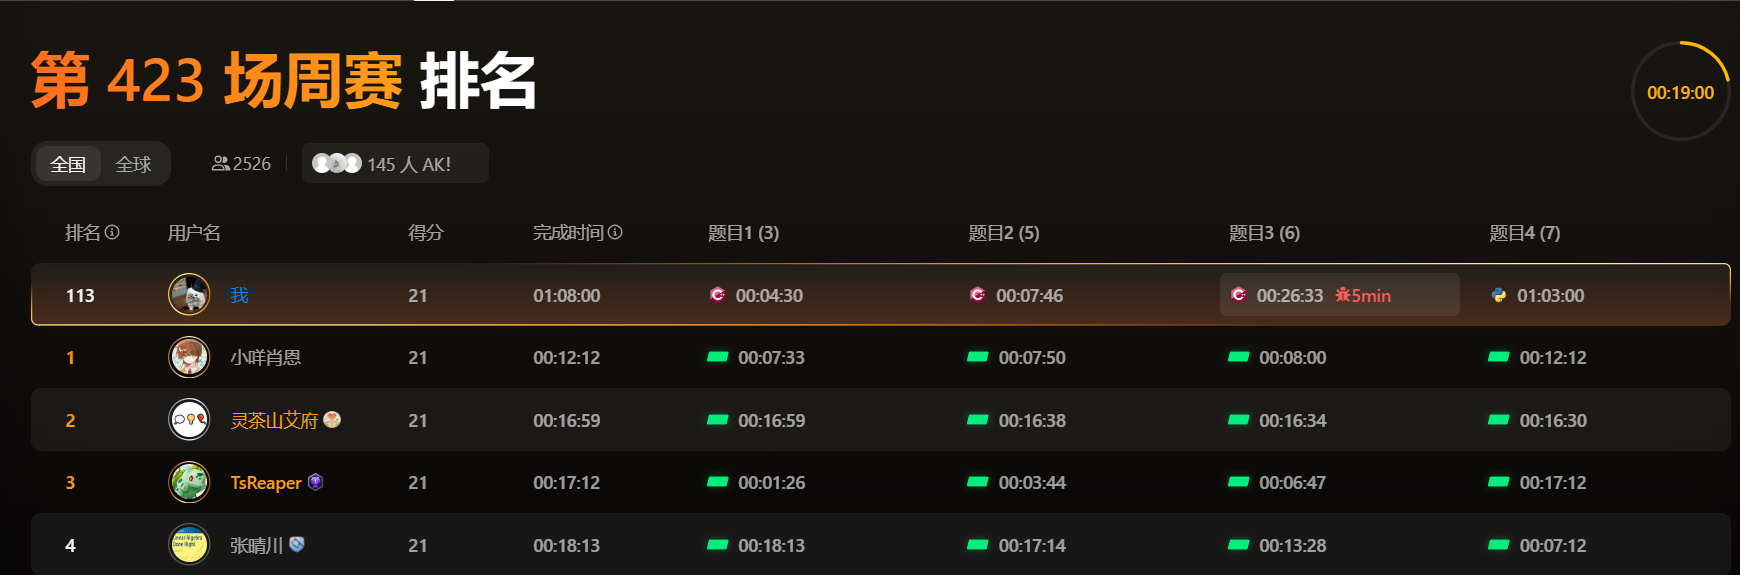 第 423 场周赛 排名
00:19:00
全国 全球 2526 145 人 AK!
排名 用户名 得分 完成时间 题目1 (3) 题目2 (5) 题目3 (6) 题目4 (7)
113 我 21 01:08:00 00:04:30 00:07:46 00:26:33 5min 01:03:00
1 小咩肖恩 21 00:12:12 00:07:33 00:07:50 00:08:00 00:12:12
2 灵茶山艾府 21 00:16:59 00:16:59 00:16:38 00:16:34 00:16:30
3 TsReaper 21 00:17:12 00:01:26 00:03:44 00:06:47 00:17:12
Linear Algebra
Done Right
4 张晴川 21 00:18:13 00:18:13 00:17:14 00:13:28 00:07:12